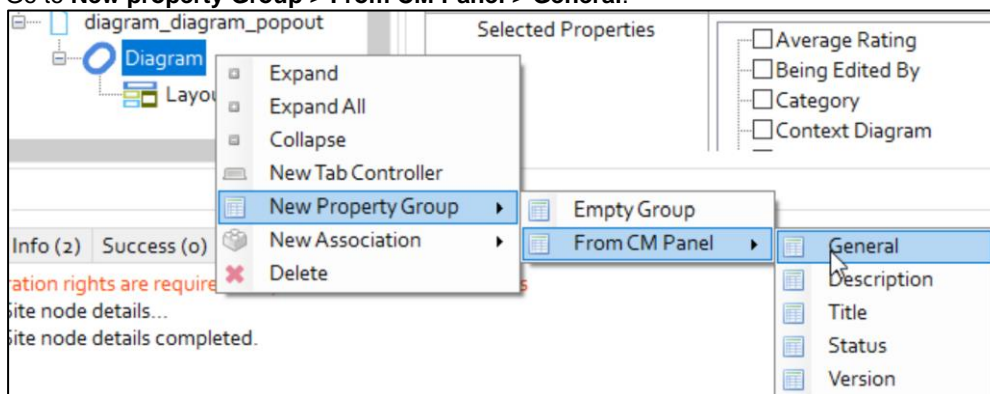 Go to New property Group > From CM Panel > General.
diagram_diagram_popout
Diagram
Layou
Selected Properties
Average Rating
Being Edited By
Category
Context Diagram
Expand
Expand All
Collapse
New Tab Controller
New Property Group
New Association
Delete
Empty Group
From CM Panel
General
Description
Title
Status
Version
Info (2) Success (0)
ration rights are require
s
Site node details...
Site node details completed.